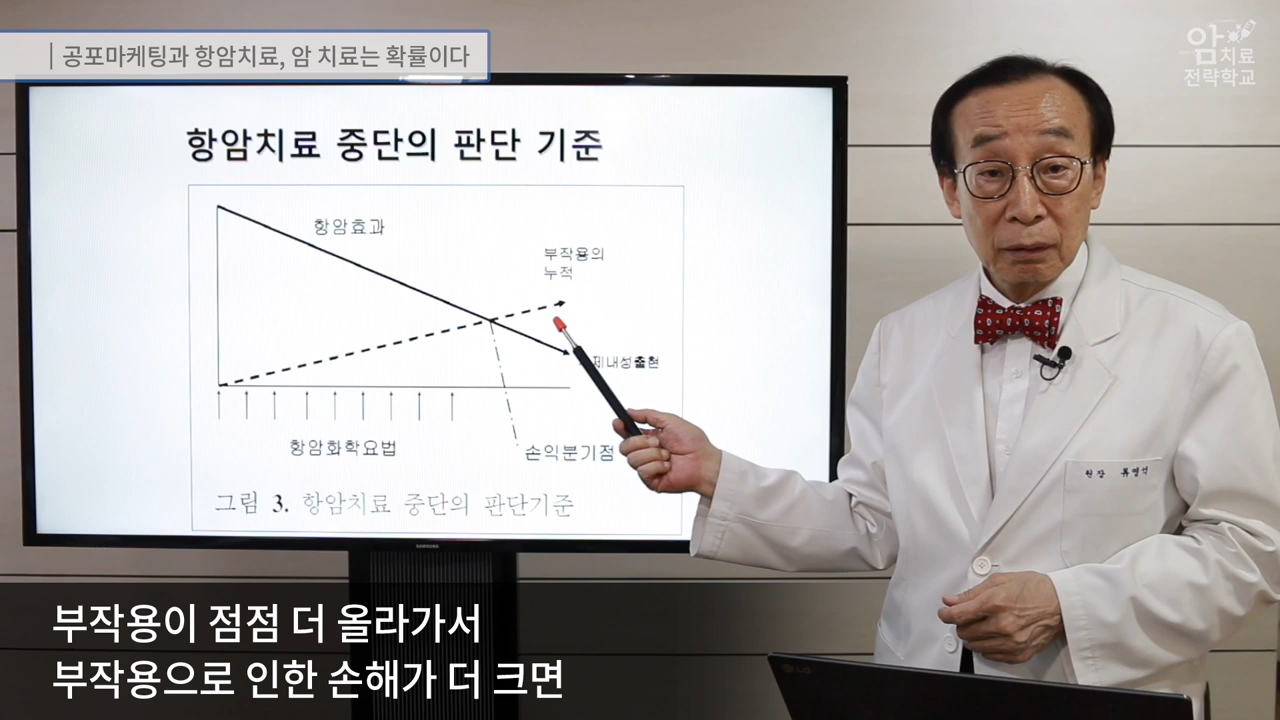 공포마케팅과 항암치료, 암 치료는 확률이다
암치료
전략학교
항암치료 중단의 판단 기준
항암효과
부작용의
누적
제내성출현
항암화학요법
손익분기점
그림 3. 항암치료 중단의 판단기준
SAMSUNG
원장
LG
부작용이 점점 더 올라가서
부작용으로 인한 손해가 더 크면